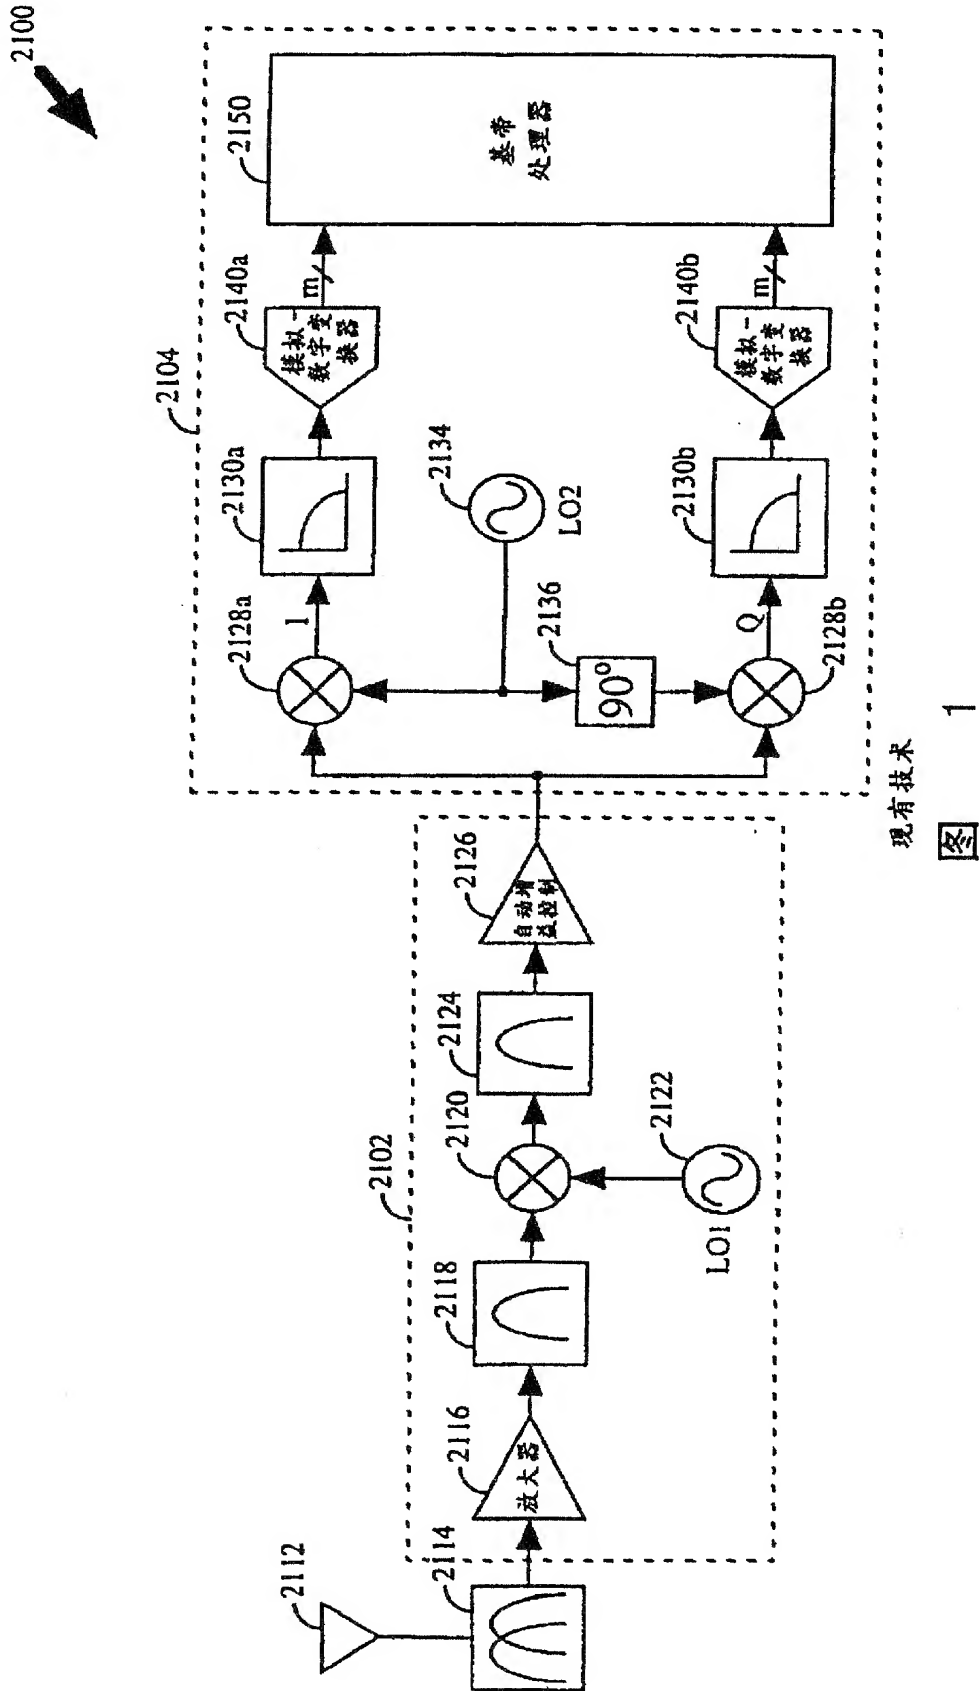 2100
2112
2114
2102
2116
放大器
2118
2120
2122
LO1
2124
2126
自动增
益控制
2104
2128a
I
2130a
2140a
模拟-
数字变
换器
m
2134
LO2
2136
90°
2128b
Q
2130b
2140b
模拟-
数字变
换器
m
2150
基带
处理器
现有技术
图 1